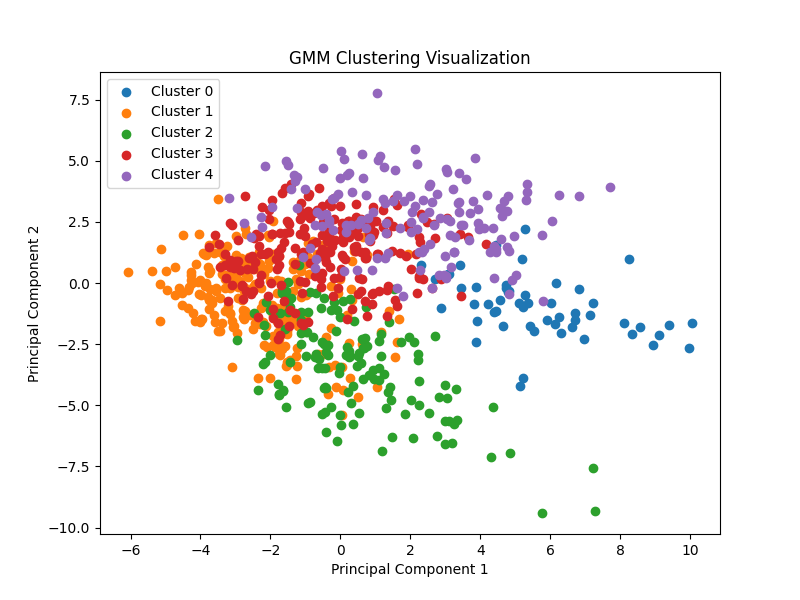 GMM Clustering Visualization
Cluster 0
Cluster 1
Cluster 2
Cluster 3
Cluster 4
7.5
5.0
2.5
0.0
−2.5
−5.0
−7.5
−10.0
Principal Component 2
−6 −4 −2 0 2 4 6 8 10
Principal Component 1